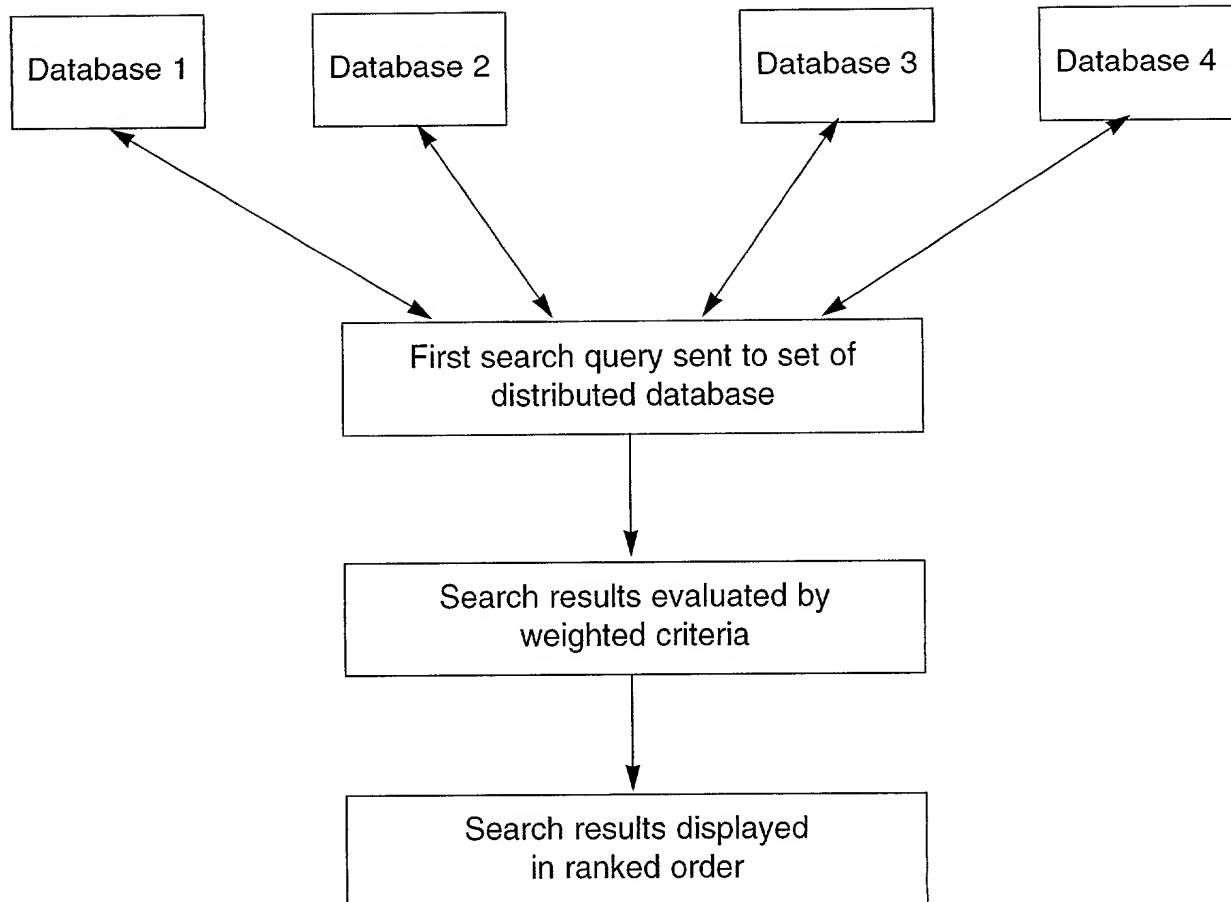 Database 1
Database 2
Database 3
Database 4
First search query sent to set of
distributed database
Search results evaluated by
weighted criteria
Search results displayed
in ranked order